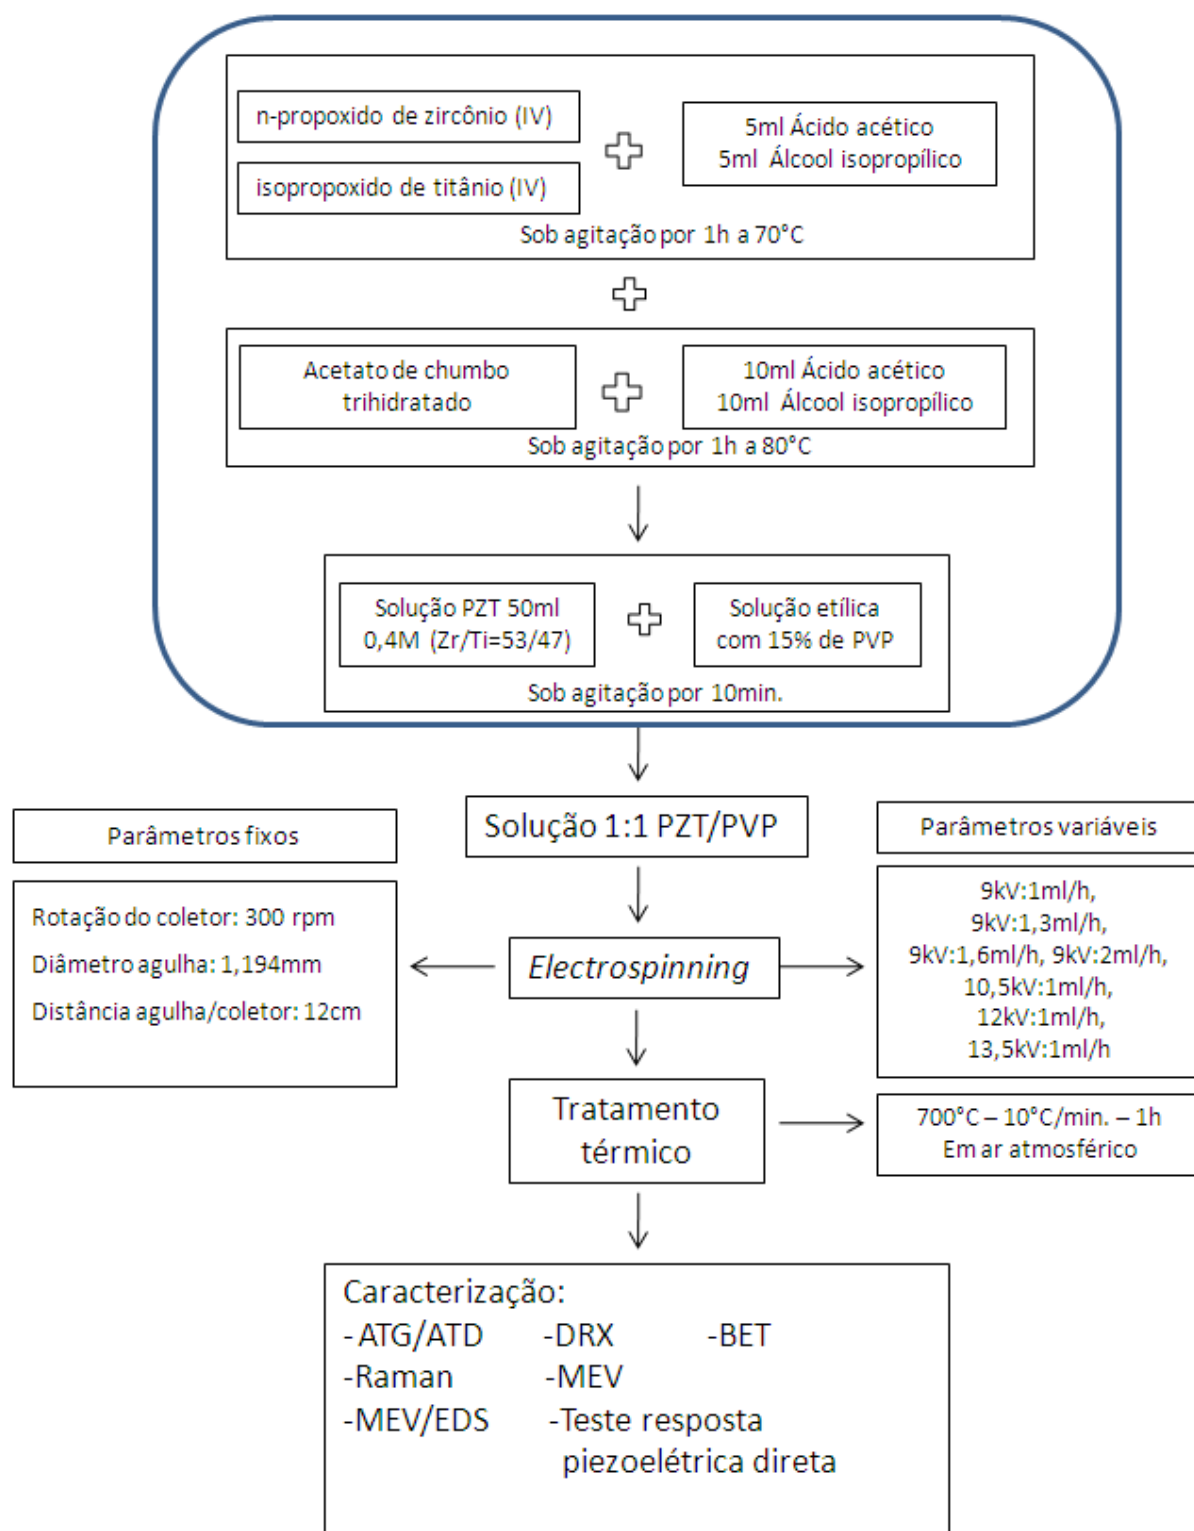 n-propoxido de zircônio (IV)
isopropoxido de titânio (IV)
5ml Ácido acético
5ml Álcool isopropílico
Sob agitação por 1h a 70°C
Acetato de chumbo
trihidratado
10ml Ácido acético
10ml Álcool isopropílico
Sob agitação por 1h a 80°C
Solução PZT 50ml
0,4M (Zr/Ti=53/47)
Solução etílica
com 15% de PVP
Sob agitação por 10min.
Solução 1:1 PZT/PVP
Parâmetros fixos
Rotação do coletor: 300 rpm
Diâmetro agulha: 1,194mm
Distância agulha/coletor: 12cm
Electrospinning
Parâmetros variáveis
9kV:1ml/h,
9kV:1,3ml/h,
9kV:1,6ml/h, 9kV:2ml/h,
10,5kV:1ml/h,
12kV:1ml/h,
13,5kV:1ml/h
Tratamento
térmico
700°C – 10°C/min. – 1h
Em ar atmosférico
Caracterização:
-ATG/ATD -DRX -BET
-Raman -MEV
-MEV/EDS -Teste resposta
piezoelétrica direta